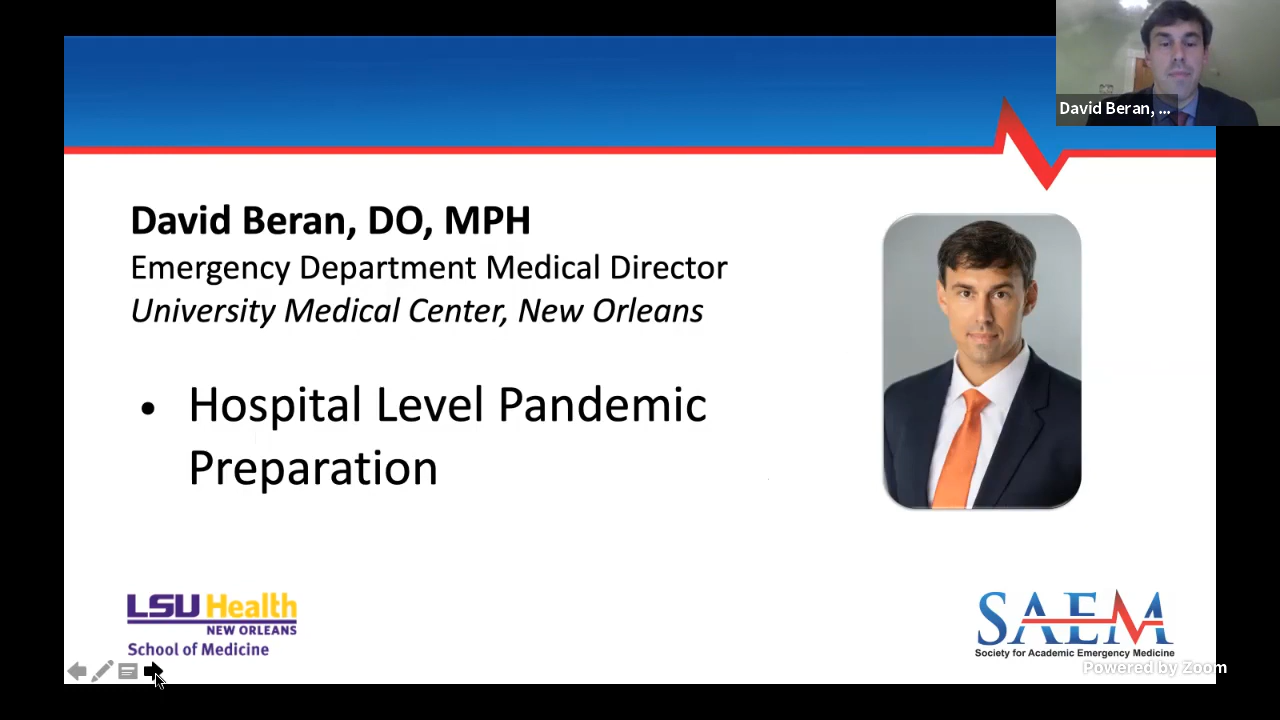 David Beran, ...
David Beran, DO, MPH
Emergency Department Medical Director
University Medical Center, New Orleans
• Hospital Level Pandemic
Preparation
LSU Health
NEW ORLEANS
School of Medicine
SAEM
Society for Academic Emergency Medicine
Powered by Zoom